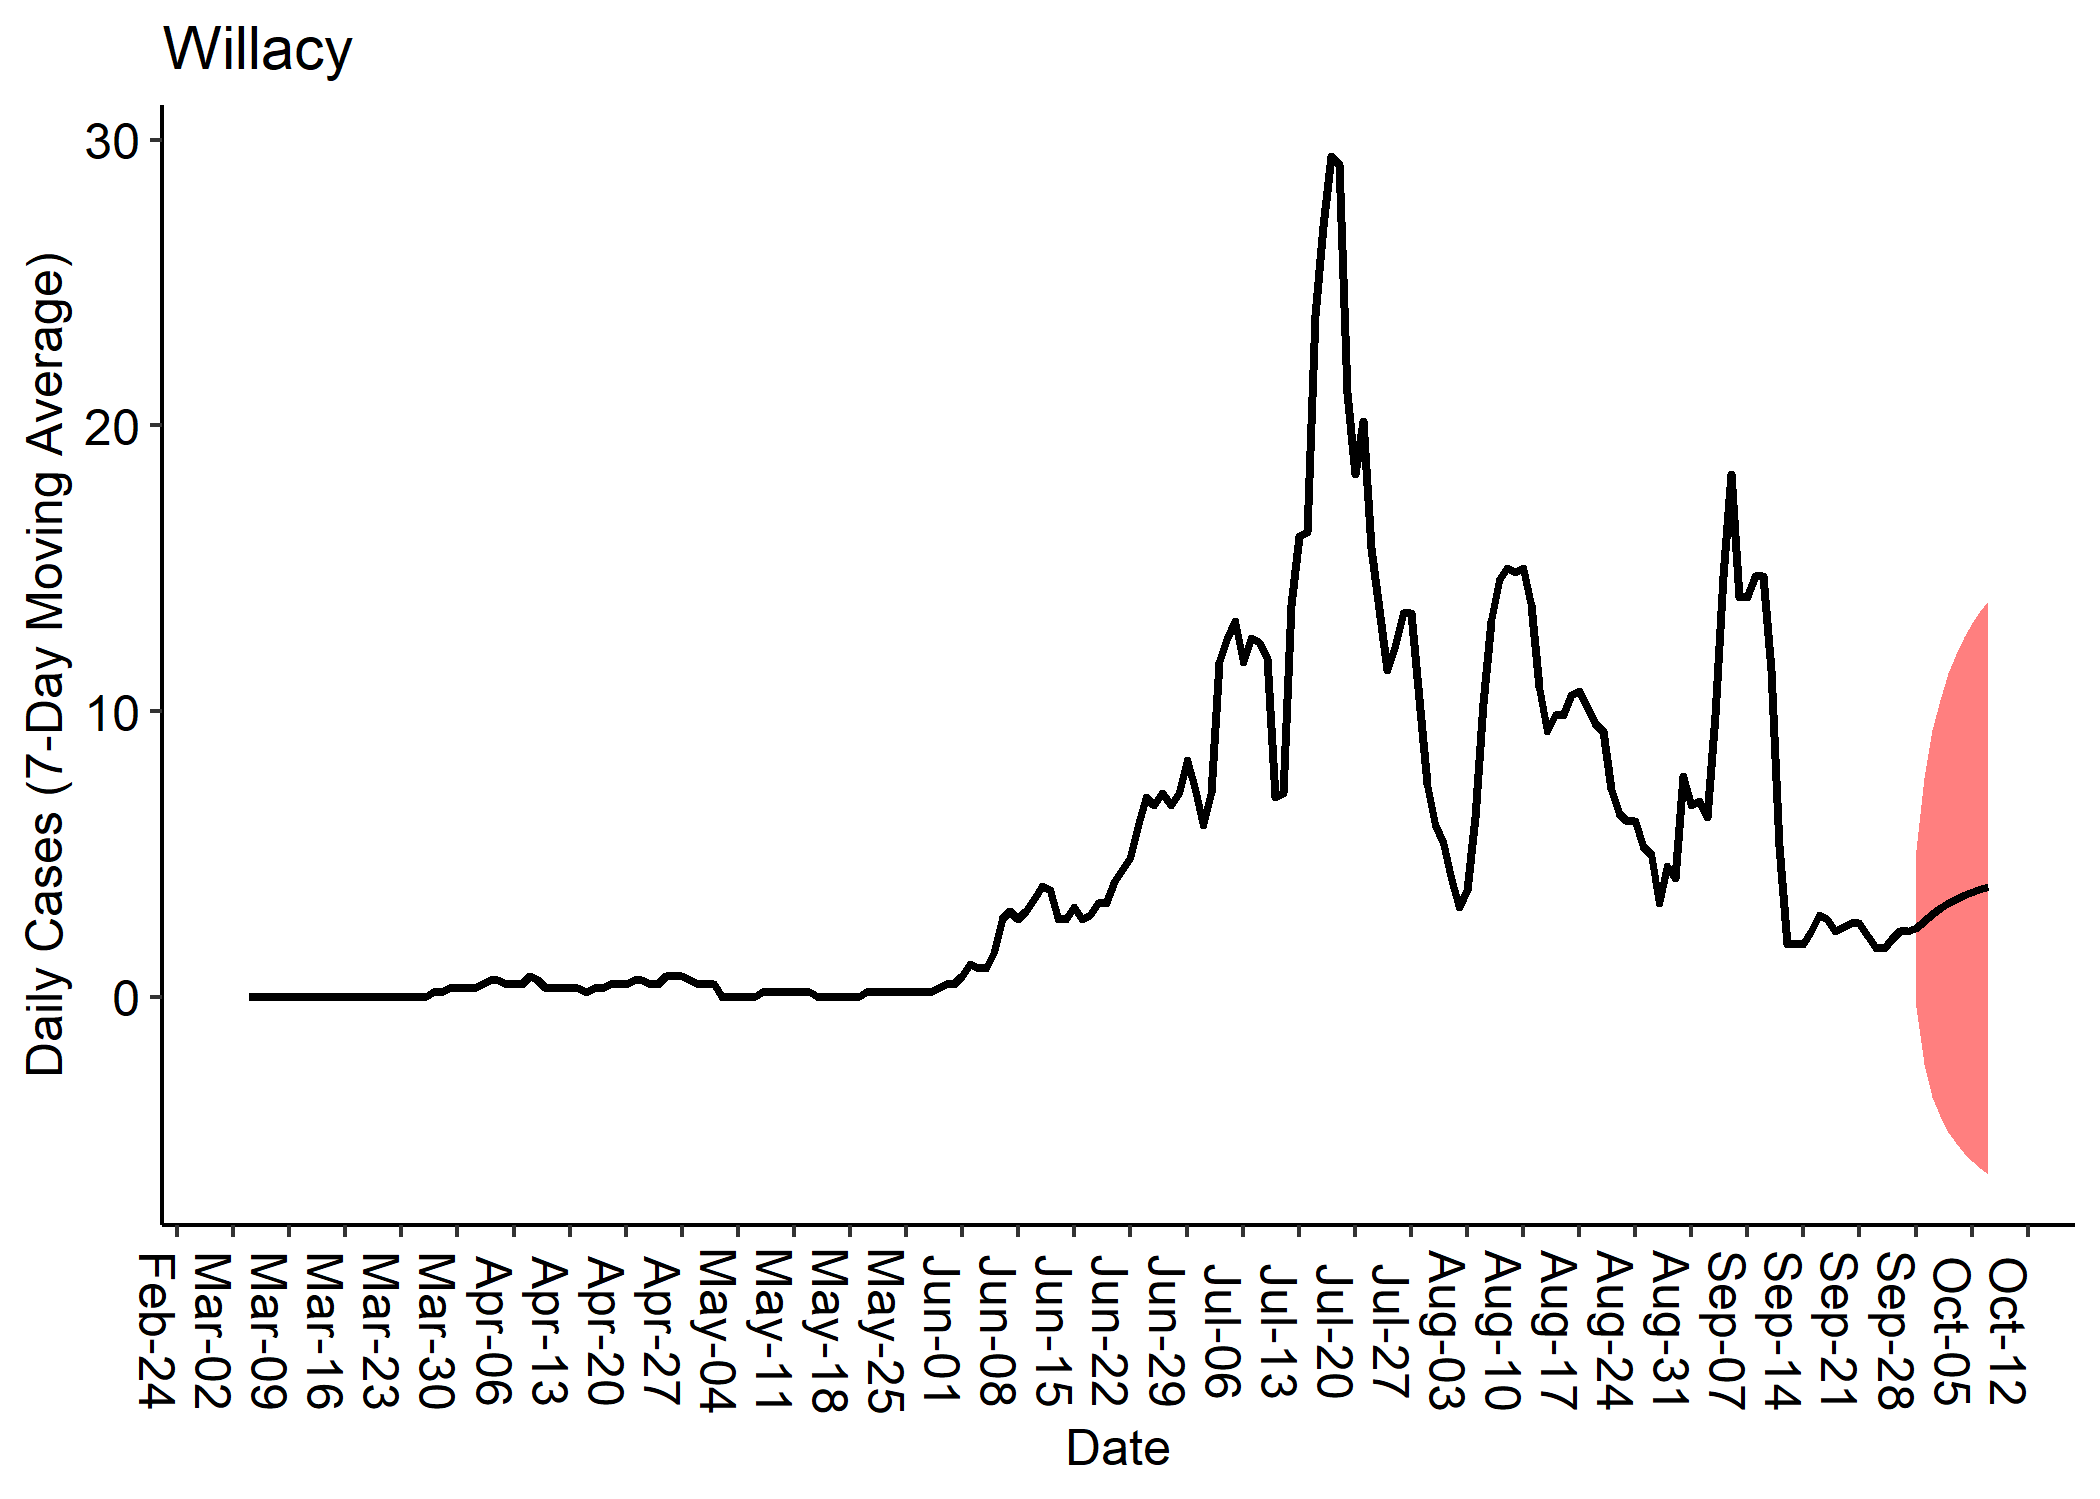 Willacy
Daily Cases (7-Day Moving Average)
30
20
10
0
Feb-24
Mar-02
Mar-09
Mar-16
Mar-23
Mar-30
Apr-06
Apr-13
Apr-20
Apr-27
May-04
May-11
May-18
May-25
Jun-01
Jun-08
Jun-15
Jun-22
Jun-29
Jul-06
Jul-13
Jul-20
Jul-27
Aug-03
Aug-10
Aug-17
Aug-24
Aug-31
Sep-07
Sep-14
Sep-21
Sep-28
Oct-05
Oct-12
Date